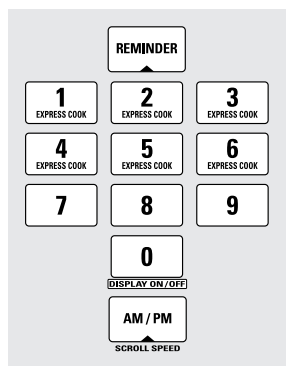 REMINDER
1 2 3
EXPRESS COOK EXPRESS COOK EXPRESS COOK
4 5 6
EXPRESS COOK EXPRESS COOK EXPRESS COOK
7 8 9
0
DISPLAY ON/OFF
AM / PM
SCROLL SPEED